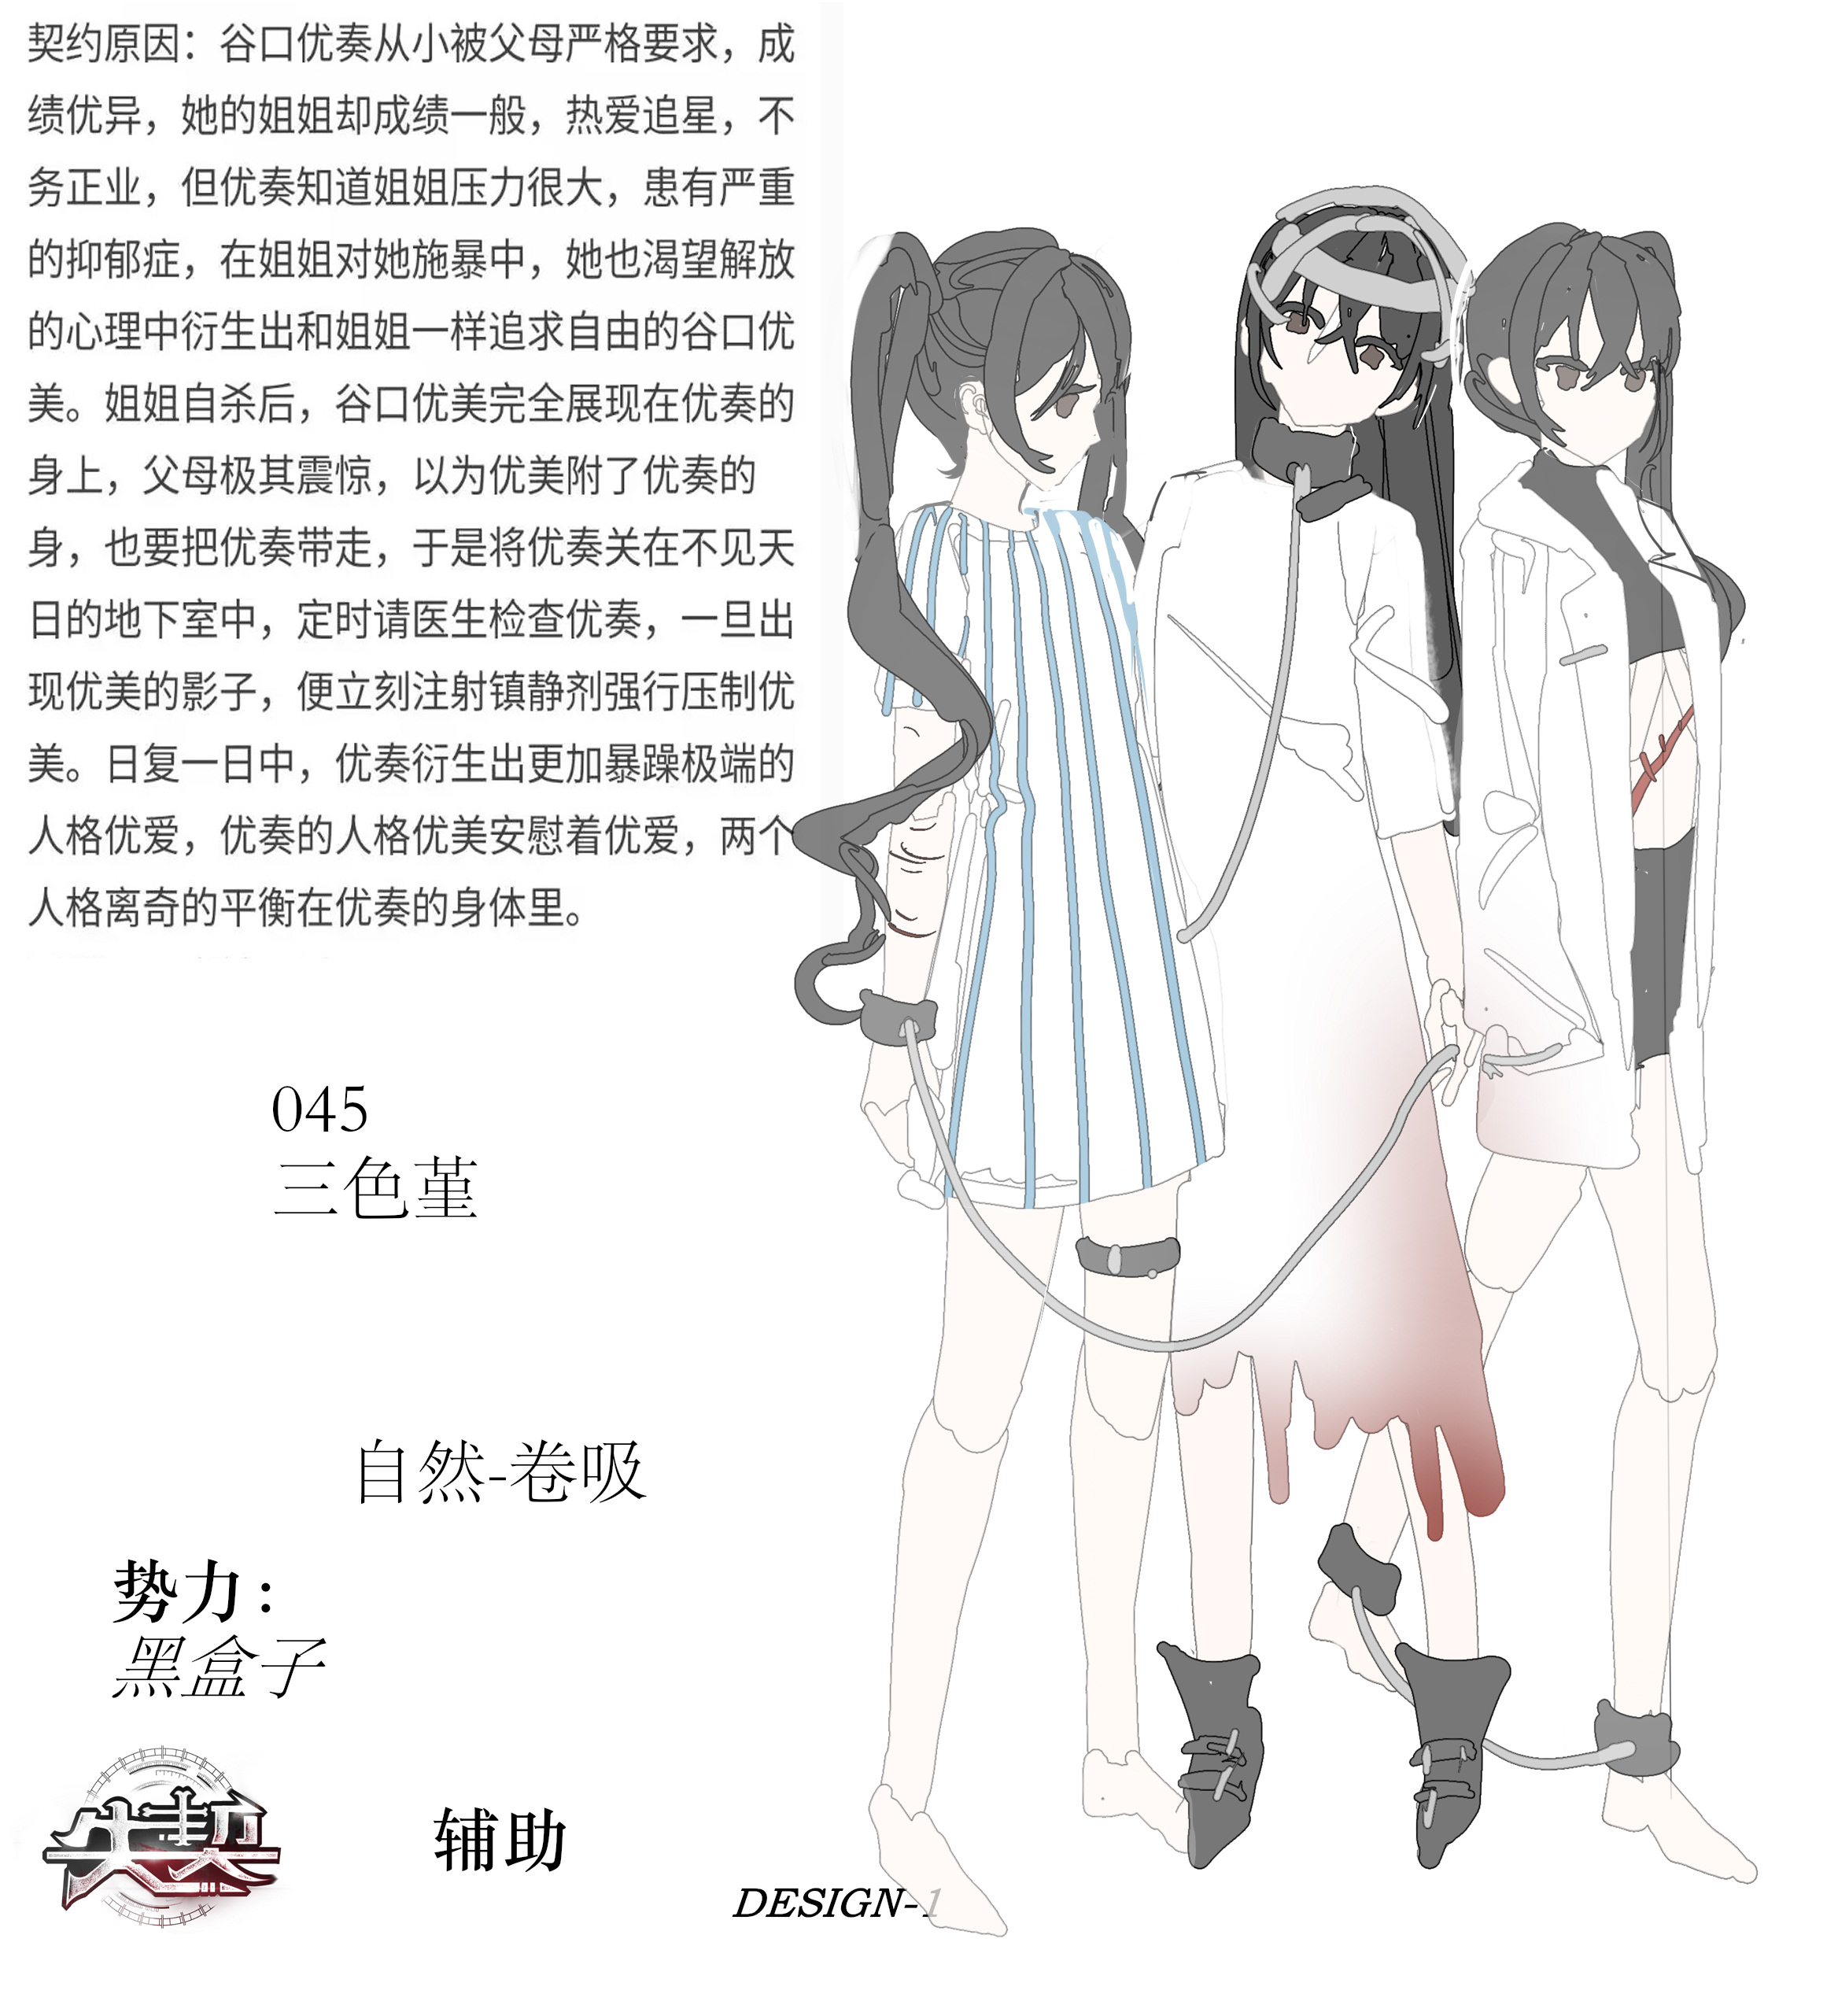 契约原因：谷口优奏从小被父母严格要求，成
绩优异，她的姐姐却成绩一般，热爱追星，不
务正业，但优奏知道姐姐压力很大，患有严重
的抑郁症，在姐姐对她施暴中，她也渴望解放
的心理中衍生出和姐姐一样追求自由的谷口优
美。姐姐自杀后，谷口优美完全展现在优奏的
身上，父母极其震惊，以为优美附了优奏的
身，也要把优奏带走，于是将优奏关在不见天
日的地下室中，定时请医生检查优奏，一旦出
现优美的影子，便立刻注射镇静剂强行压制优
美。日复一日中，优奏衍生出更加暴躁极端的
人格优爱，优奏的人格优美安慰着优爱，两个
人格离奇的平衡在优奏的身体里。
045
三色堇
自然-卷吸
势力：
黑盒子
失契
辅助
DESIGN-1